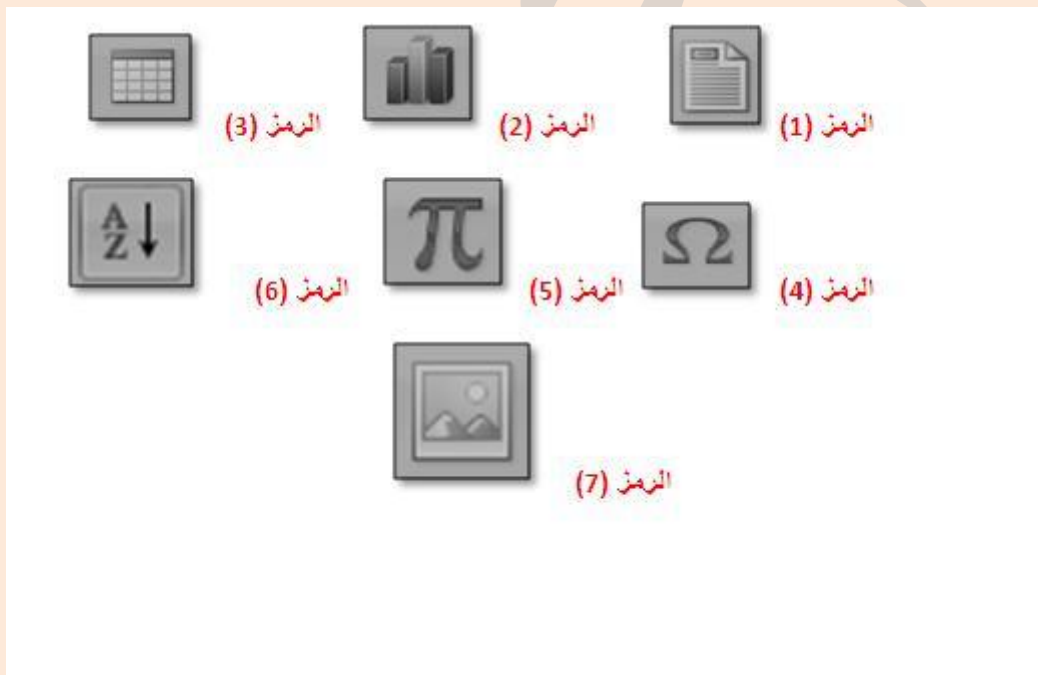 الرمز (1) الرمز (2) الرمز (3)
Ω الرمز (4) π الرمز (5) A
Z الرمز (6)
الرمز (7)